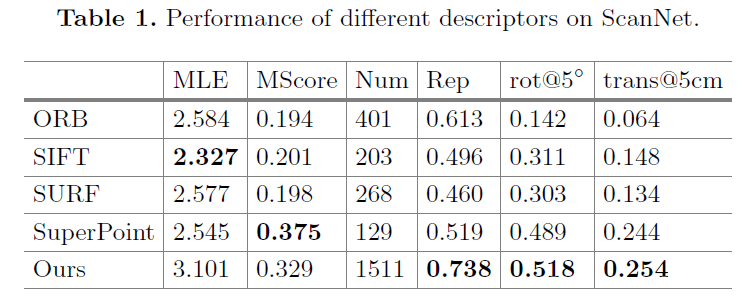 Table 1. Performance of different descriptors on ScanNet.
MLE MScore Num Rep rot@5° trans@5cm
ORB 2.584 0.194 401 0.613 0.142 0.064
SIFT 2.327 0.201 203 0.496 0.311 0.148
SURF 2.577 0.198 268 0.460 0.303 0.134
SuperPoint 2.545 0.375 129 0.519 0.489 0.244
Ours 3.101 0.329 1511 0.738 0.518 0.254